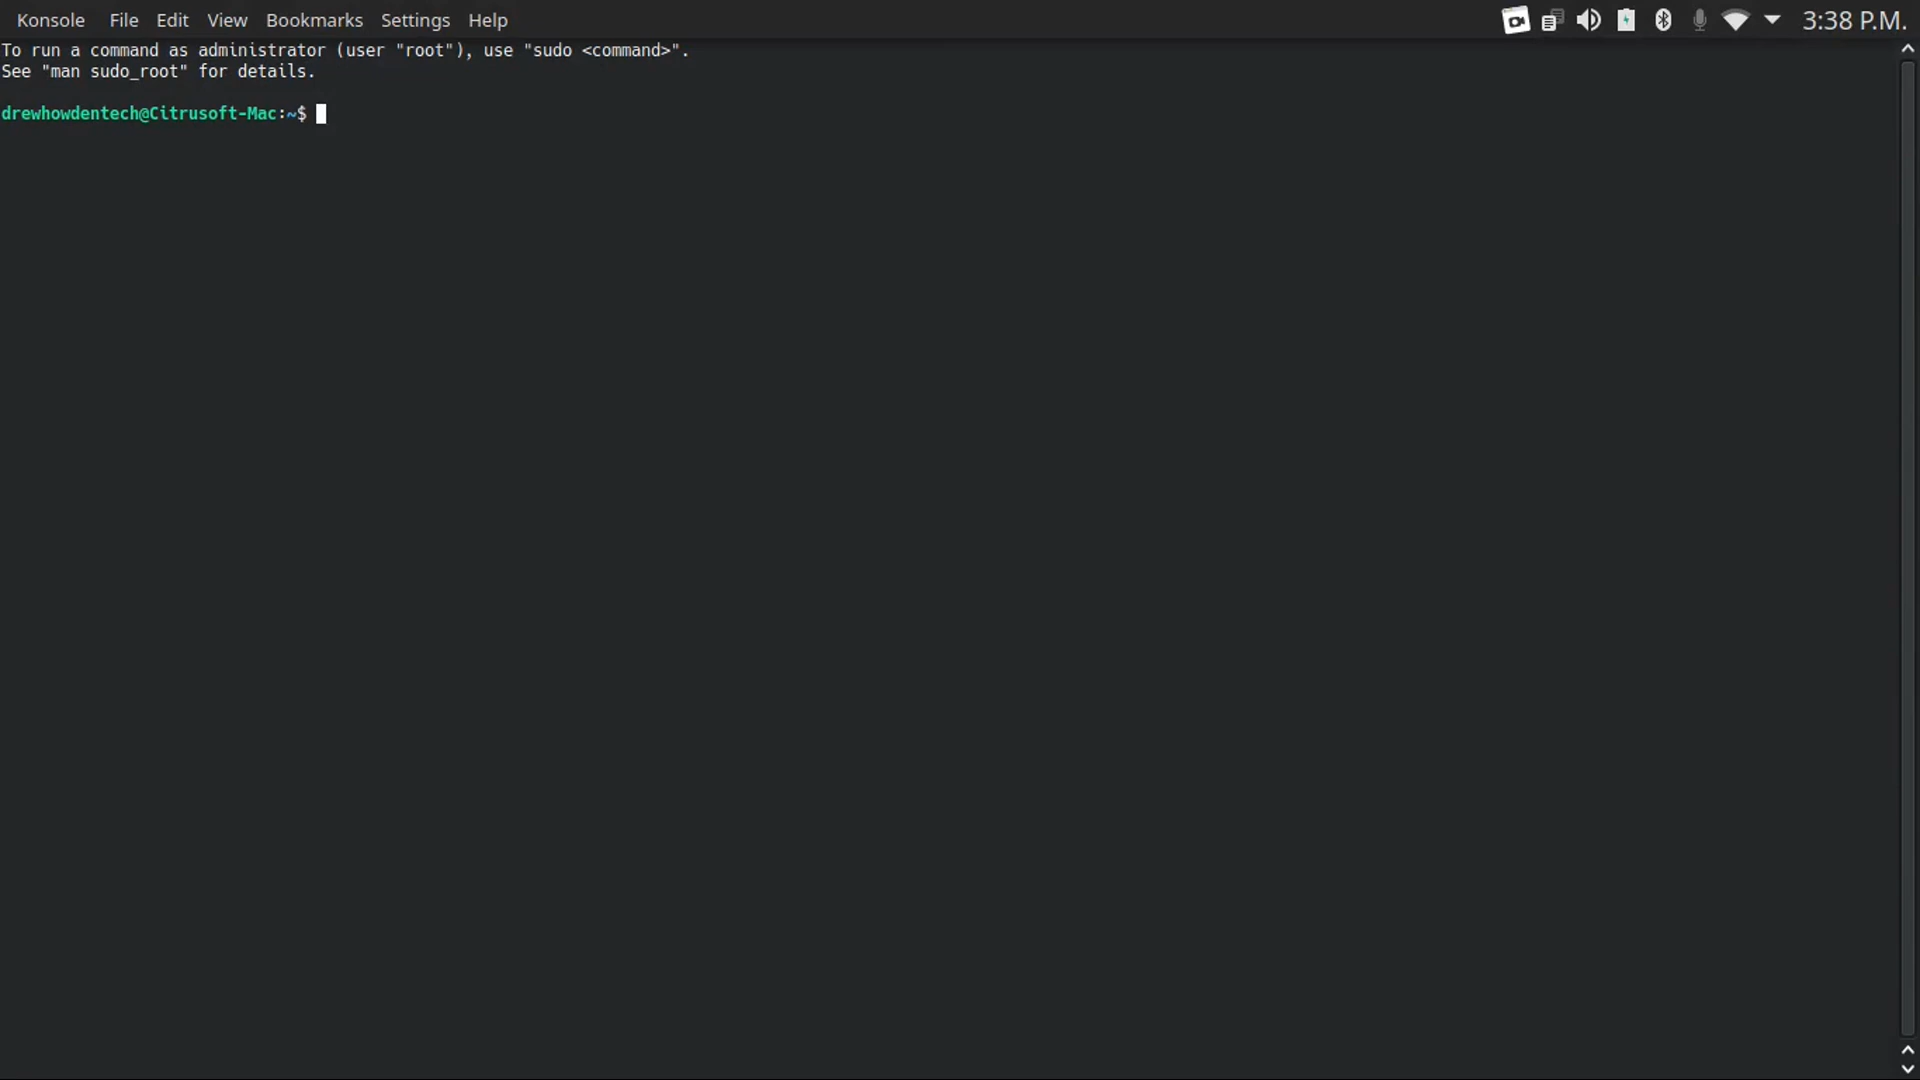 Konsole File Edit View Bookmarks Settings Help 3:38 P.M.
To run a command as administrator (user "root"), use "sudo <command>".
See "man sudo_root" for details.
drewhowdentech@Citrusoft-Mac:~$